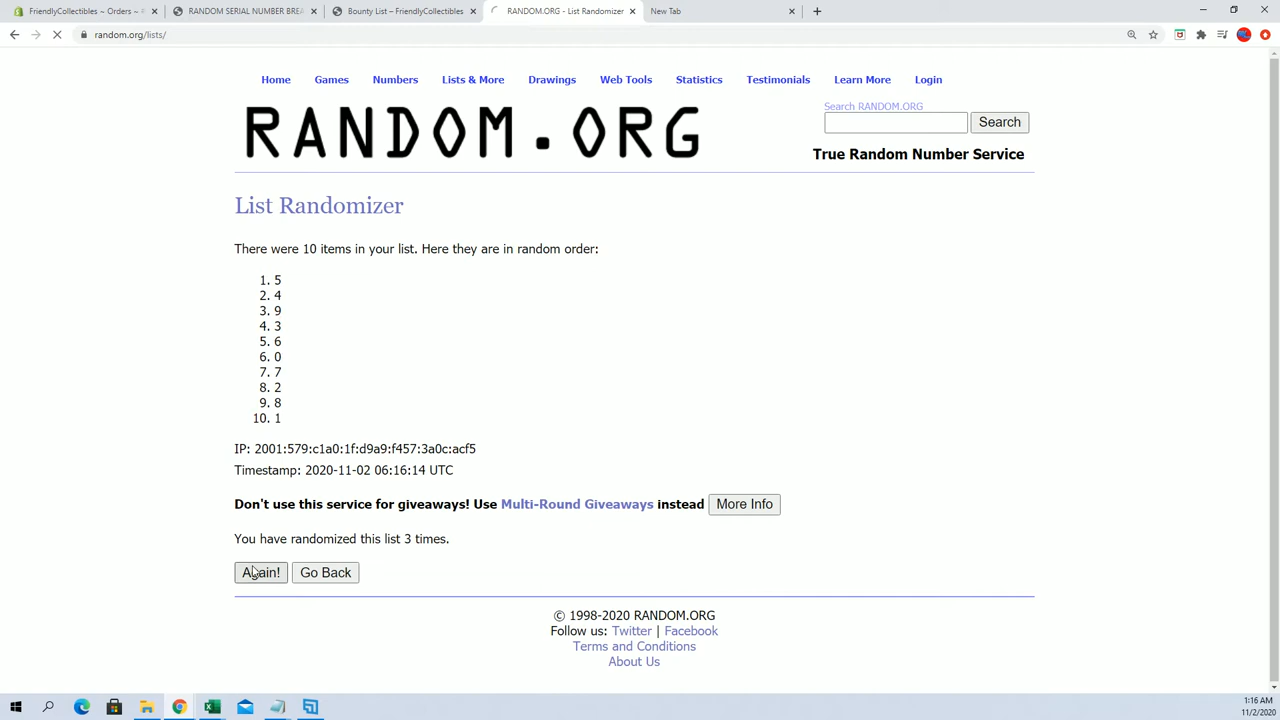 FriendlyCollectibles ~ Orders ~
RANDOM SERIAL NUMBER BREA
Bounty List – FriendlyCollectibles
RANDOM.ORG - List Randomizer
New Tab
random.org/lists/
Home Games Numbers Lists & More Drawings Web Tools Statistics Testimonials Learn More Login
RANDOM.ORG
Search RANDOM.ORG
Search
True Random Number Service
List Randomizer
There were 10 items in your list. Here they are in random order:
1. 5
2. 4
3. 9
4. 3
5. 6
6. 0
7. 7
8. 2
9. 8
10. 1
IP: 2001:579:c1a0:1f:d9a9:f457:3a0c:acf5
Timestamp: 2020-11-02 06:16:14 UTC
Don't use this service for giveaways! Use Multi-Round Giveaways instead More Info
You have randomized this list 3 times.
Again! Go Back
© 1998-2020 RANDOM.ORG
Follow us: Twitter | Facebook
Terms and Conditions
About Us
1:16 AM
11/2/2020